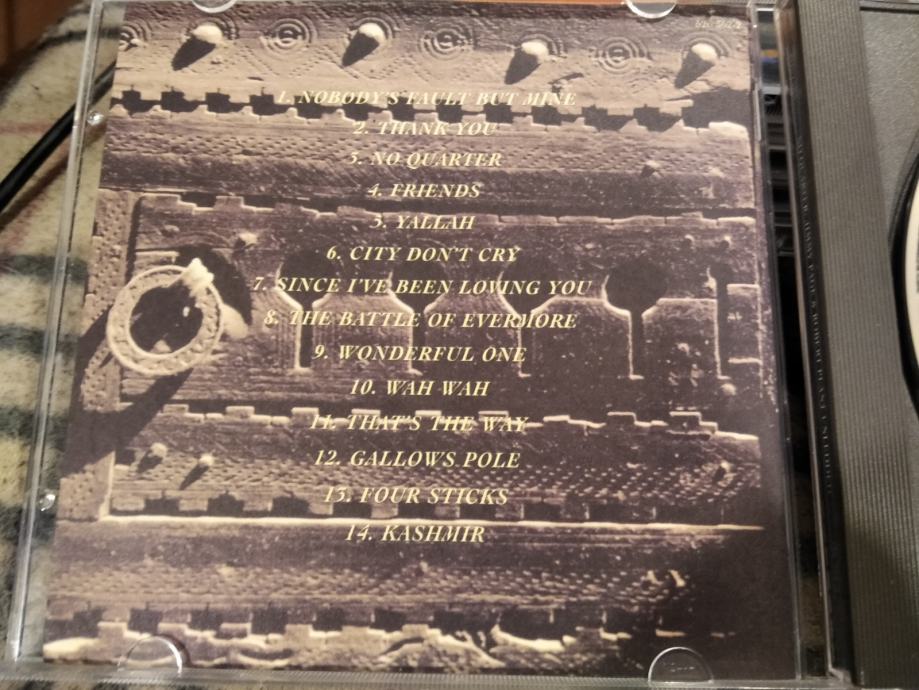 1. NOBODY'S FAULT BUT MINE
2. THANK YOU
3. NO QUARTER
4. FRIENDS
5. YALLAH
6. CITY DON'T CRY
7. SINCE I'VE BEEN LOVING YOU
8. THE BATTLE OF EVERMORE
9. WONDERFUL ONE
10. WAH WAH
11. THAT'S THE WAY
12. GALLOWS POLE
13. FOUR STICKS
14. KASHMIR